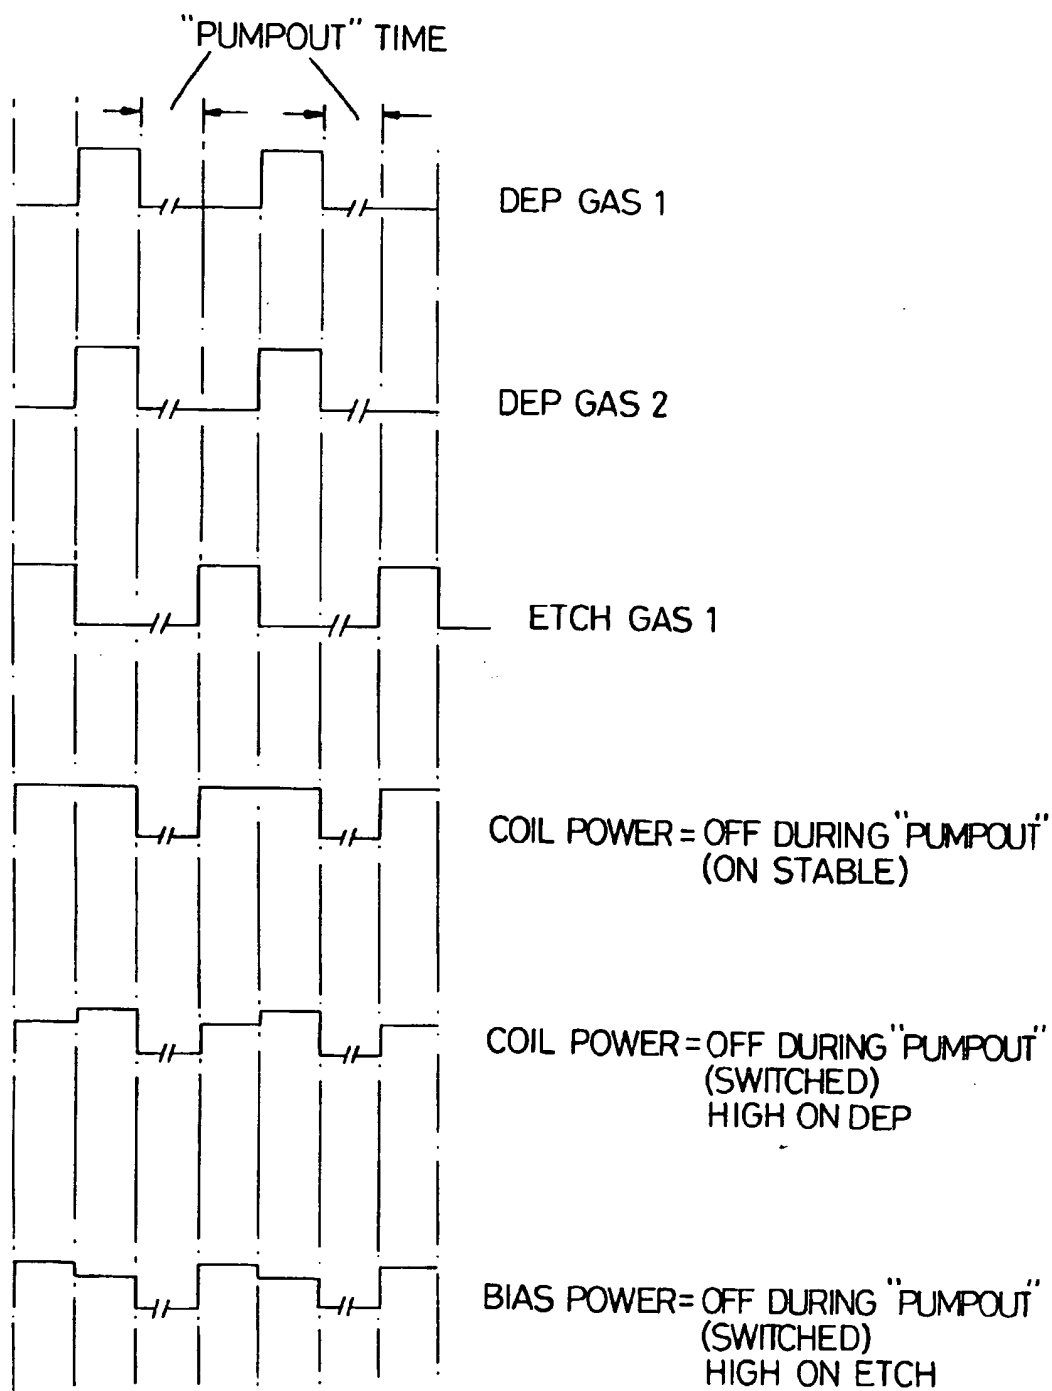 "PUMPOUT" TIME
DEP GAS 1
DEP GAS 2
ETCH GAS 1
COIL POWER = OFF DURING "PUMPOUT"
(ON STABLE)
COIL POWER = OFF DURING "PUMPOUT"
(SWITCHED)
HIGH ON DEP
BIAS POWER = OFF DURING "PUMPOUT"
(SWITCHED)
HIGH ON ETCH